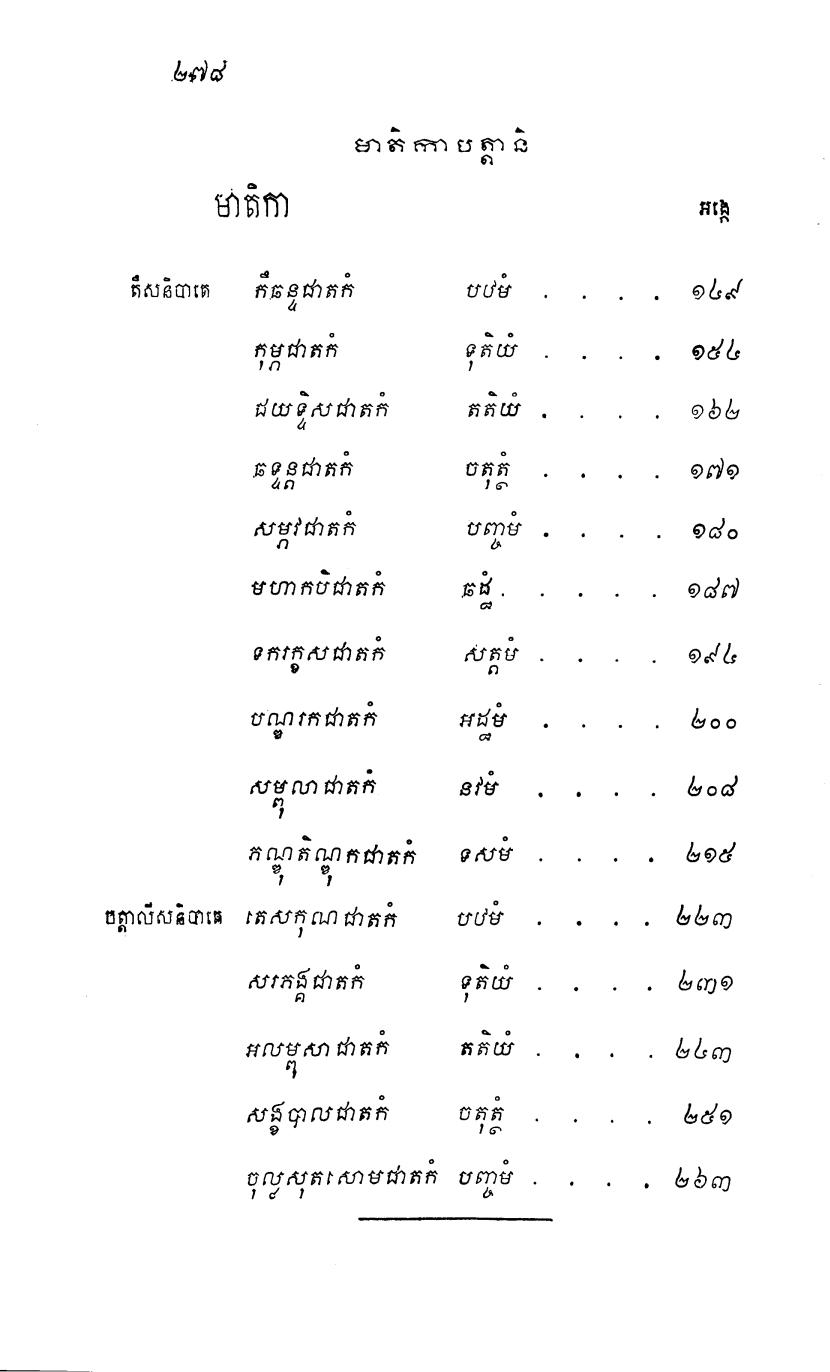 ២៧៨
មាតិកាបត្តានិ
មាតិកា អង្កេ
តឹសនិបាតេ កឹឆន្ទជាតកំ បឋមំ . . . . ១៤៩
កុម្ភជាតកំ ទុតិយំ . . . . ១៥៤
ជយទ្ទិសជាតកំ តតិយំ . . . . ១៦២
ឆទ្ទន្តជាតកំ ចតុត្ថំ . . . . ១៧១
សម្ភវជាតកំ បញ្ចមំ . . . . ១៨០
មហាកបិជាតកំ ឆដ្ឋំ . . . . . ១៨៧
ទករក្ខសជាតកំ សត្តមំ . . . . ១៩៤
បណ្ឌរកជាតកំ អដ្ឋមំ . . . . ២០០
សម្ពុលាជាតកំ នវមំ . . . . ២០៨
ភណ្ឌុតិណ្ឌុកជាតកំ ទសមំ . . . . ២១៥
ចត្តាលីសនិបាតេ តេសកុណជាតកំ បឋមំ . . . . ២២៣
សរភង្គជាតកំ ទុតិយំ . . . . ២៣១
អលម្ពុសាជាតកំ តតិយំ . . . . ២៤៣
សង្ខបាលជាតកំ ចតុត្ថំ . . . . ២៥១
ចុល្លសុតសោមជាតកំ បញ្ចមំ . . . . ២៦៣